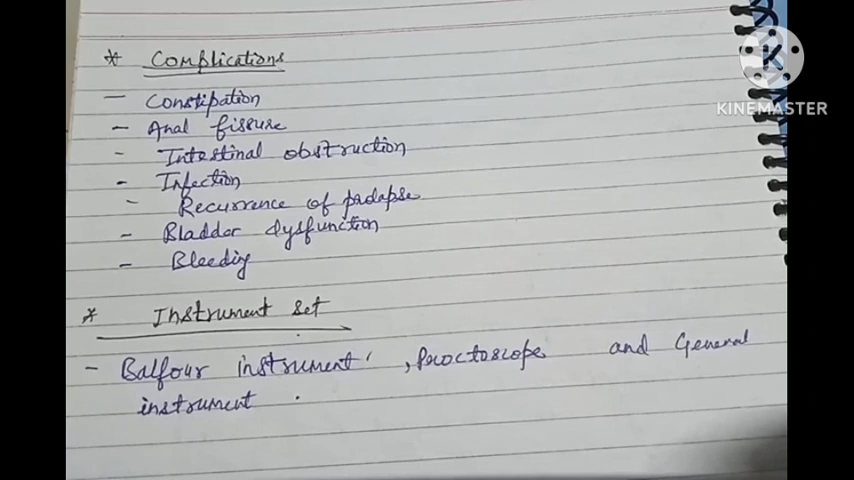 * Complications
- Constipation
- Anal fissure
- Intestinal obstruction
- Infection
- Recurrence of prolapse
- Bladder dysfunction
- Bleeding
* Instrument set
- Balfour instrument, Proctoscope and General
instrument.
K
KINEMASTER